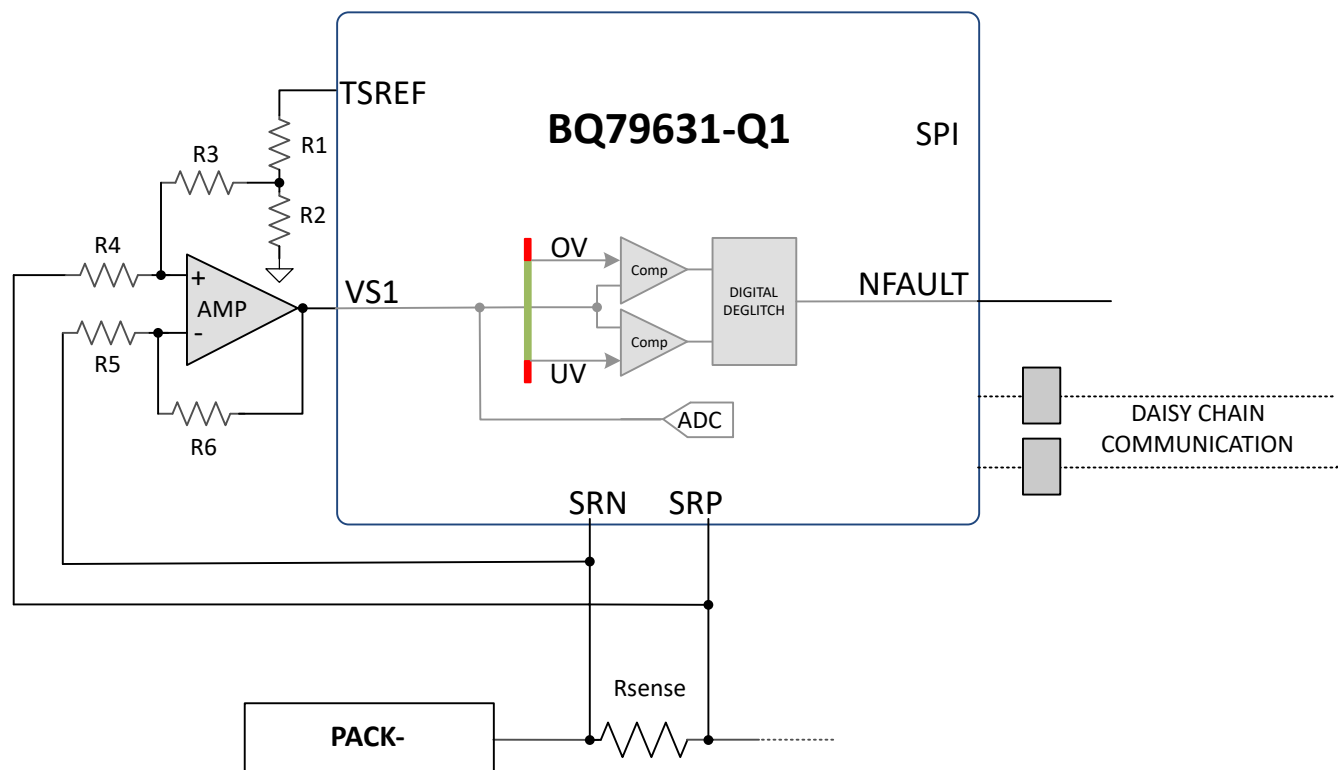 TSREF
BQ79631-Q1
SPI
R1
R3
R2
R4
+
AMP
-
R5
R6
VS1
OV
Comp
Comp
UV
DIGITAL
DEGLITCH
NFAULT
ADC
DAISY CHAIN
COMMUNICATION
SRN
SRP
Rsense
PACK-